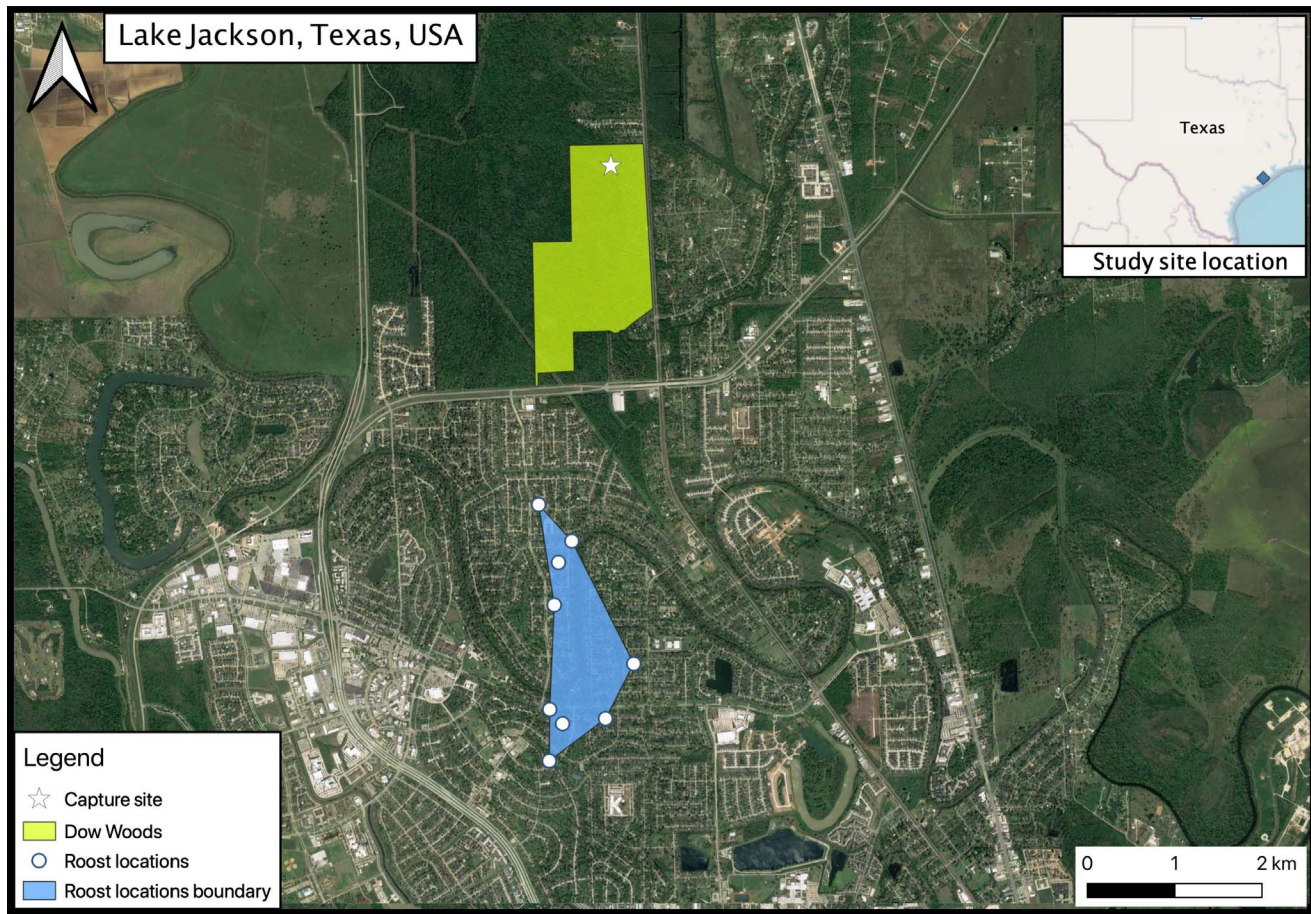 Lake Jackson, Texas, USA
Texas
Study site location
Legend
Capture site
Dow Woods
Roost locations
Roost locations boundary
0 1 2 km